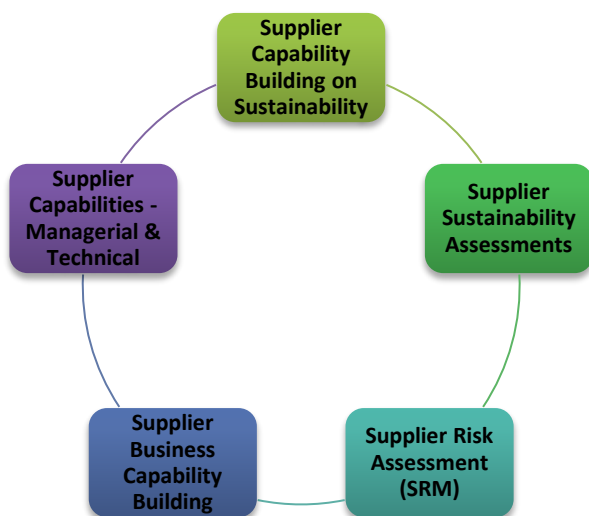 Supplier
Capability
Building on
Sustainability
Supplier
Sustainability
Assessments
Supplier Risk
Assessment
(SRM)
Supplier
Business
Capability
Building
Supplier
Capabilities -
Managerial &
Technical